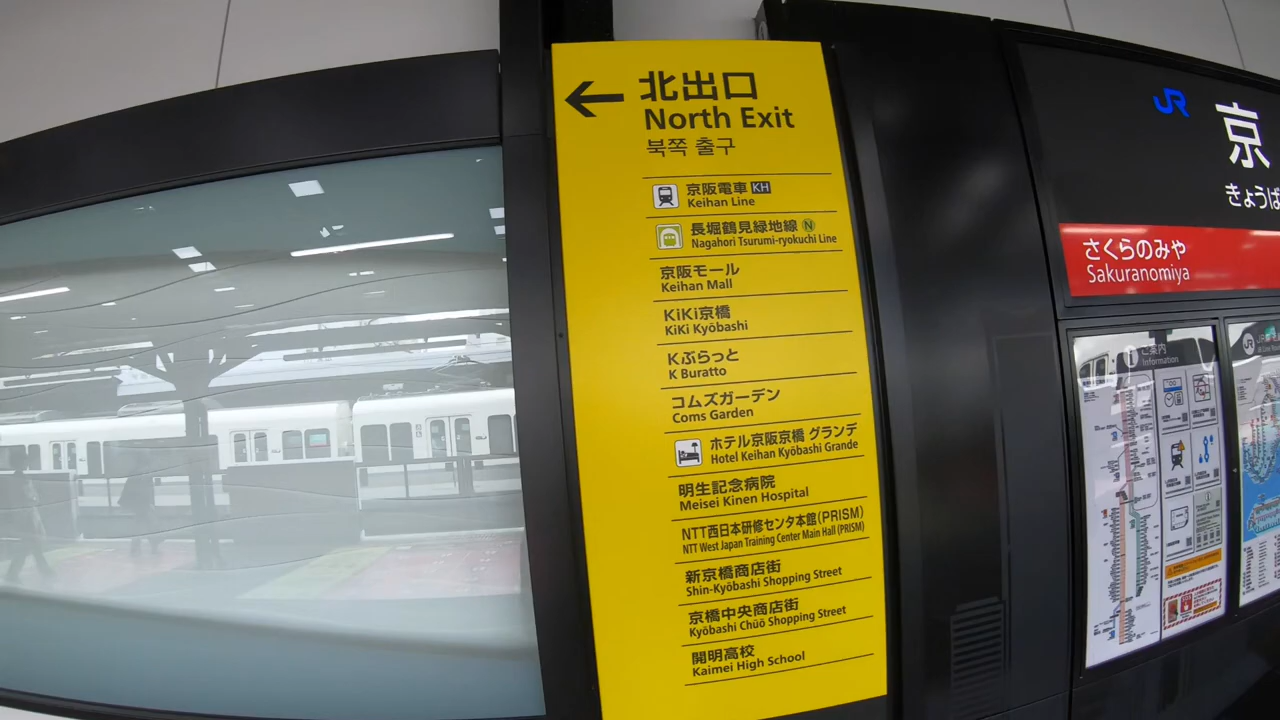 北出口
North Exit
북쪽 출구
京阪電車 KH
Keihan Line
長堀鶴見緑地線 N
Nagahori Tsurumi-ryokuchi Line
京阪モール
Keihan Mall
KiKi京橋
KiKi Kyōbashi
Kぶらっと
K Buratto
コムズガーデン
Coms Garden
ホテル京阪京橋 グランデ
Hotel Keihan Kyōbashi Grande
明生記念病院
Meisei Kinen Hospital
NTT西日本研修センタ本館(PRISM)
NTT West Japan Training Center Main Hall (PRISM)
新京橋商店街
Shin-Kyōbashi Shopping Street
京橋中央商店街
Kyōbashi Chūō Shopping Street
開明高校
Kaimei High School
JR
京
きょうば
さくらのみや
Sakuranomiya
ご案内
Information
JR